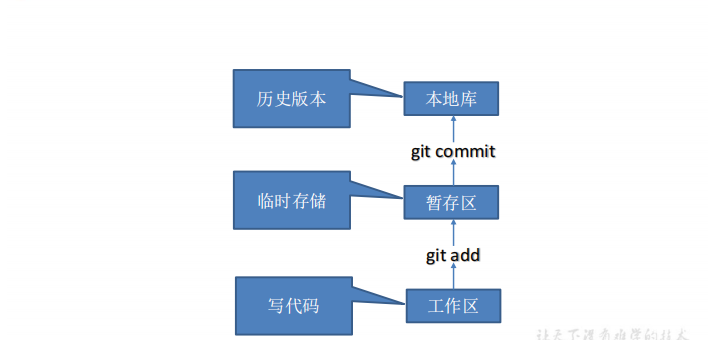 历史版本
本地库
git commit
临时存储
暂存区
git add
写代码
工作区
让天下没有难学的技术